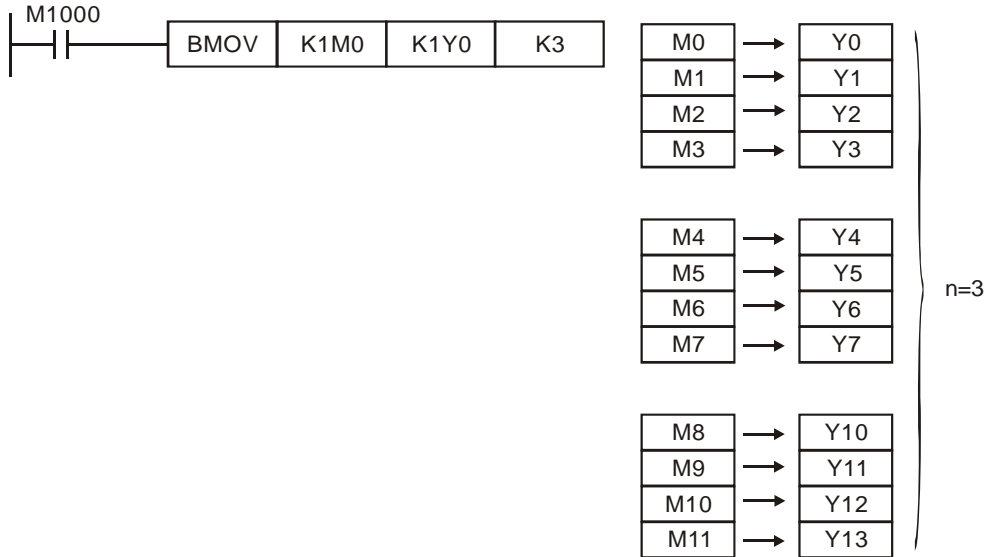 M1000
BMOV K1M0 K1Y0 K3
M0 Y0
M1 Y1
M2 Y2
M3 Y3
M4 Y4
M5 Y5
M6 Y6
M7 Y7
n=3
M8 Y10
M9 Y11
M10 Y12
M11 Y13